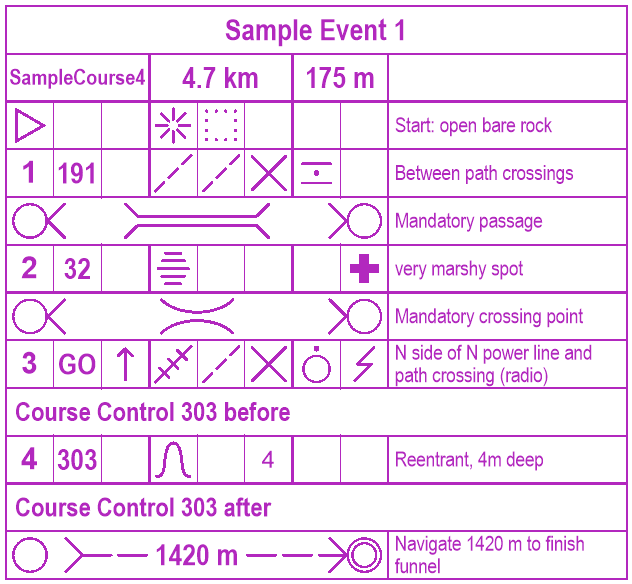 Sample Event 1
SampleCourse4 4.7 km 175 m
Start: open bare rock
1 191 Between path crossings
Mandatory passage
2 32 very marshy spot
Mandatory crossing point
3 GO N side of N power line and
path crossing (radio)
Course Control 303 before
4 303 4 Reentrant, 4m deep
Course Control 303 after
1420 m Navigate 1420 m to finish
funnel